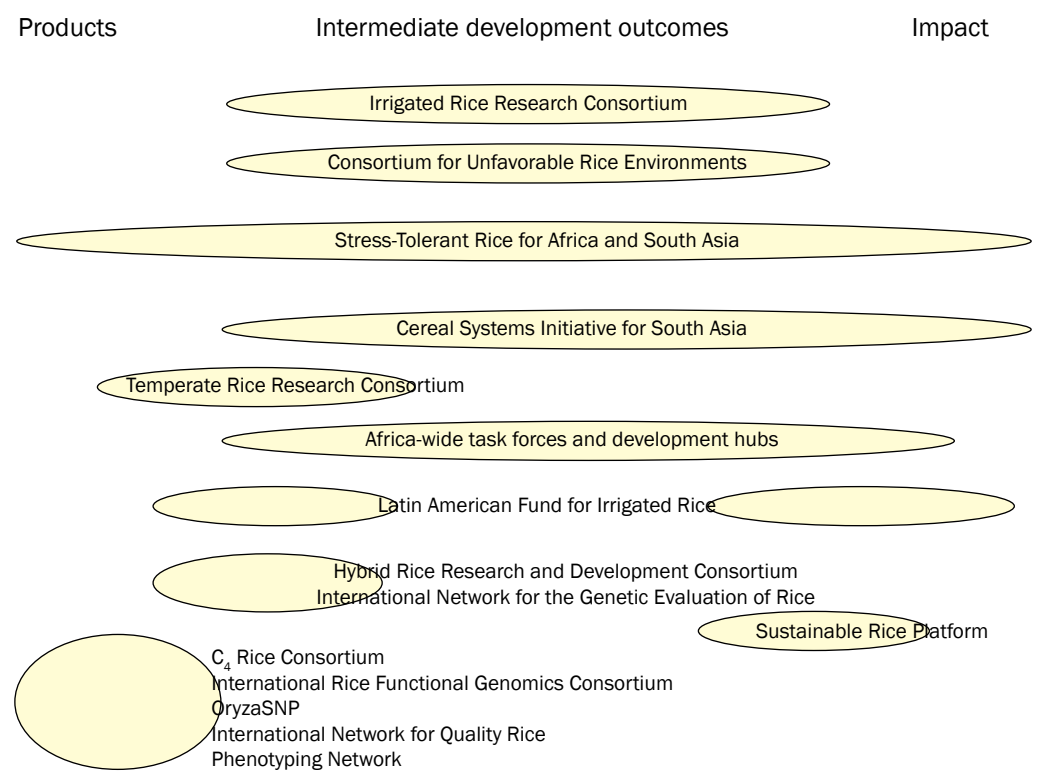 Products Intermediate development outcomes Impact
Irrigated Rice Research Consortium
Consortium for Unfavorable Rice Environments
Stress-Tolerant Rice for Africa and South Asia
Cereal Systems Initiative for South Asia
Temperate Rice Research Consortium
Africa-wide task forces and development hubs
Latin American Fund for Irrigated Rice
Hybrid Rice Research and Development Consortium
International Network for the Genetic Evaluation of Rice
Sustainable Rice Platform
C₄ Rice Consortium
International Rice Functional Genomics Consortium
OryzaSNP
International Network for Quality Rice
Phenotyping Network